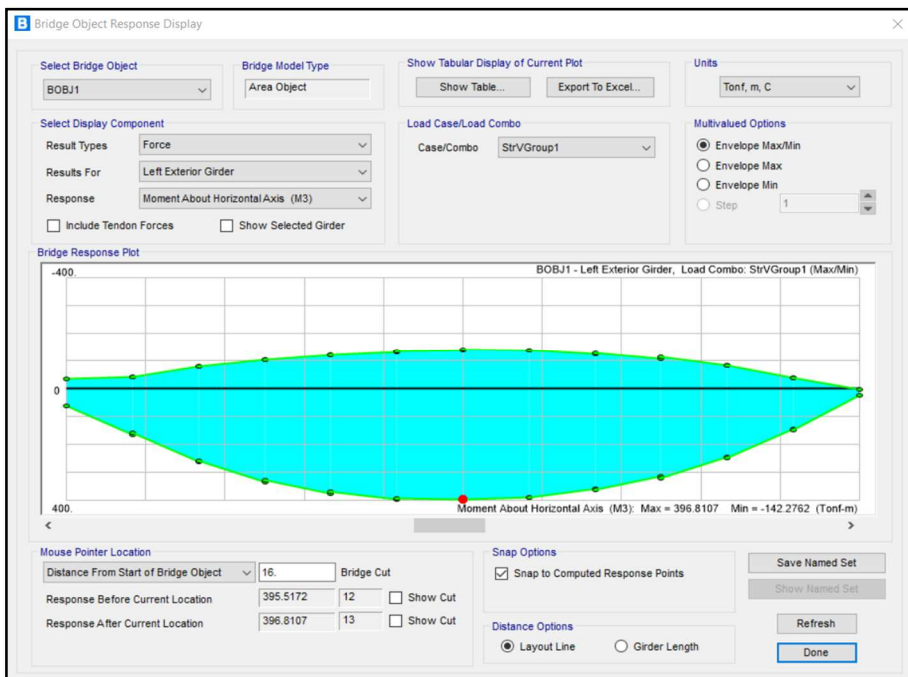 B Bridge Object Response Display
Select Bridge Object
BOBJ1
Bridge Model Type
Area Object
Show Tabular Display of Current Plot
Show Table...
Export To Excel...
Units
Tonf, m, C
Select Display Component
Result Types
Force
Results For
Left Exterior Girder
Response
Moment About Horizontal Axis (M3)
Include Tendon Forces
Show Selected Girder
Load Case/Load Combo
Case/Combo
StrVGroup1
Multivalued Options
Envelope Max/Min
Envelope Max
Envelope Min
Step
1
Bridge Response Plot
-400.
BOBJ1 - Left Exterior Girder, Load Combo: StrVGroup1 (Max/Min)
0
400.
Moment About Horizontal Axis (M3): Max = 396.8107 Min = -142.2762 (Tonf-m)
Mouse Pointer Location
Distance From Start of Bridge Object
16.
Bridge Cut
Response Before Current Location
395.5172
12
Show Cut
Response After Current Location
396.8107
13
Show Cut
Snap Options
Snap to Computed Response Points
Distance Options
Layout Line
Girder Length
Save Named Set
Show Named Set
Refresh
Done